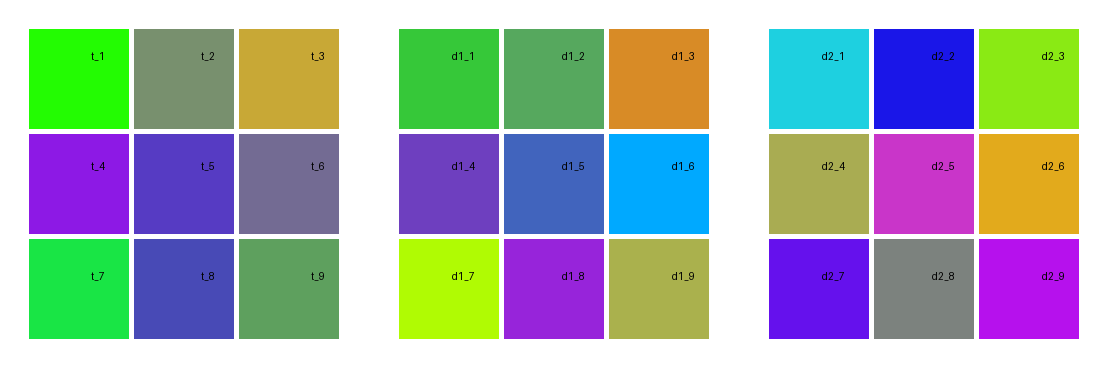 t_1 t_2 t_3 d1_1 d1_2 d1_3 d2_1 d2_2 d2_3
t_4 t_5 t_6 d1_4 d1_5 d1_6 d2_4 d2_5 d2_6
t_7 t_8 t_9 d1_7 d1_8 d1_9 d2_7 d2_8 d2_9